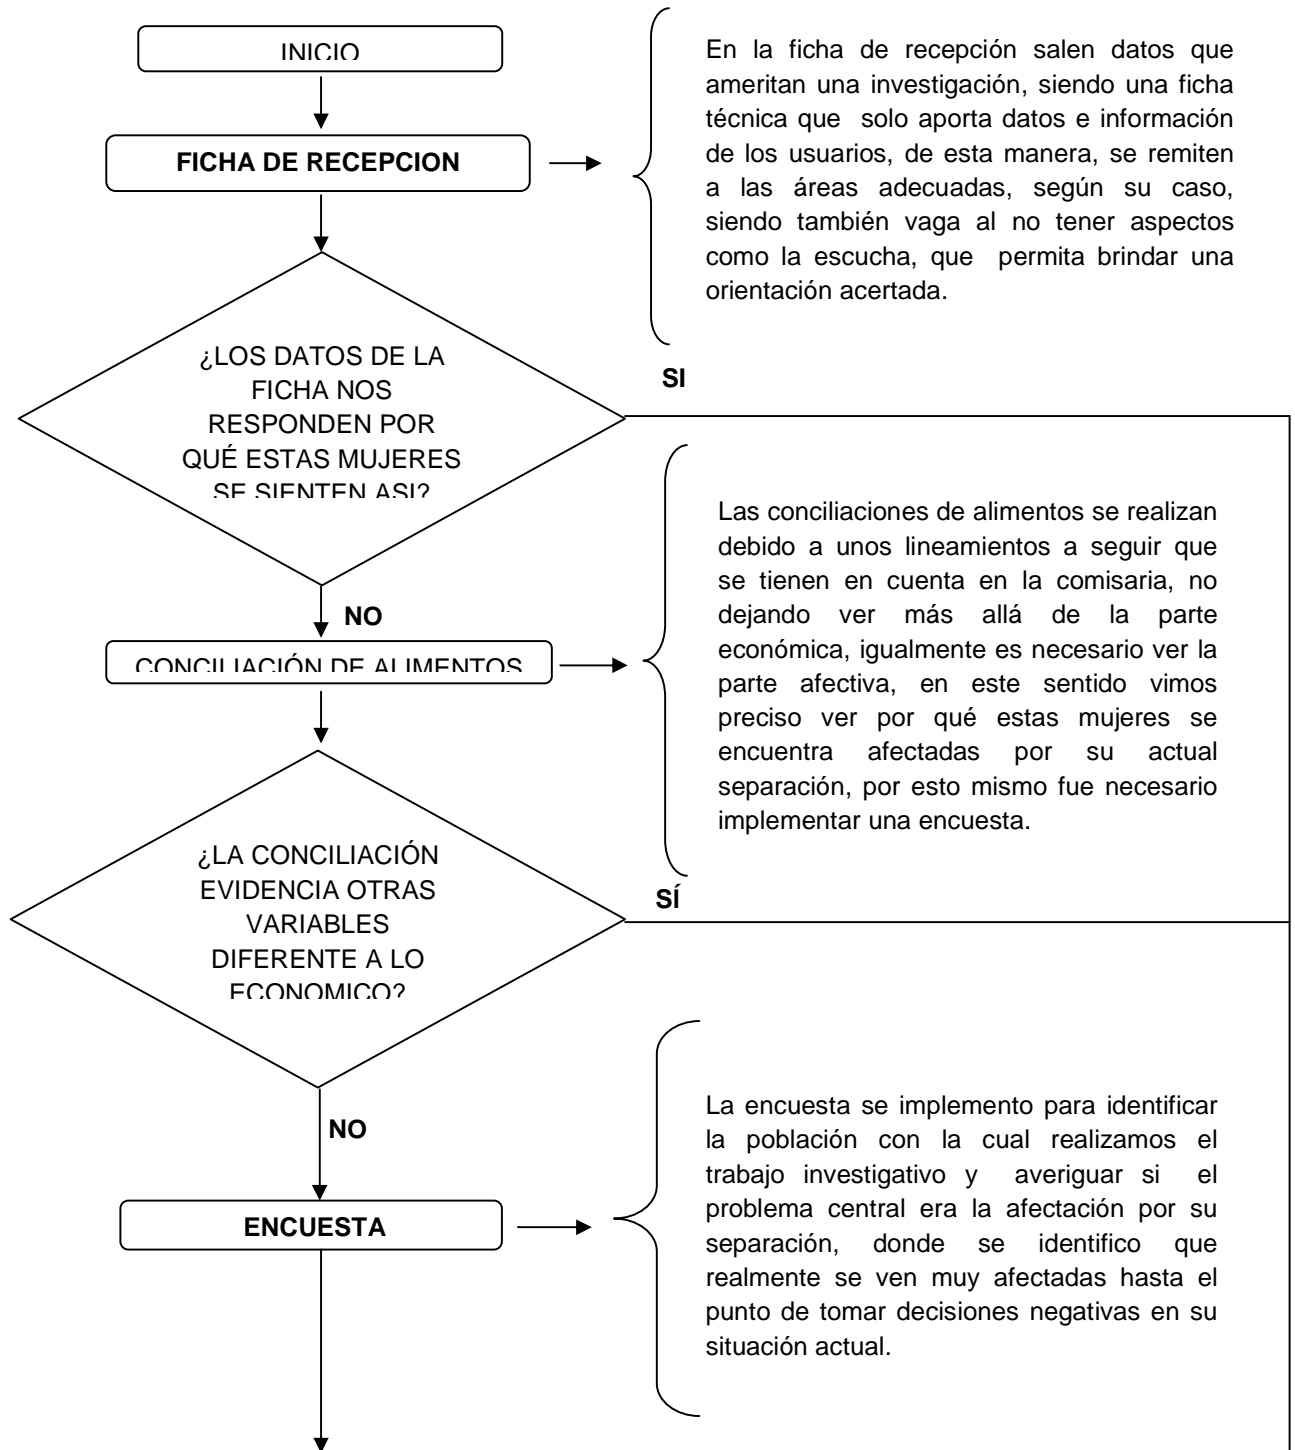 INICIO
FICHA DE RECEPCION
En la ficha de recepción salen datos que
ameritan una investigación, siendo una ficha
técnica que solo aporta datos e información
de los usuarios, de esta manera, se remiten
a las áreas adecuadas, según su caso,
siendo también vaga al no tener aspectos
como la escucha, que permita brindar una
orientación acertada.
¿LOS DATOS DE LA
FICHA NOS
RESPONDEN POR
QUÉ ESTAS MUJERES
SE SIENTEN ASI?
SI
NO
CONCILIACIÓN DE ALIMENTOS
Las conciliaciones de alimentos se realizan
debido a unos lineamientos a seguir que
se tienen en cuenta en la comisaria, no
dejando ver más allá de la parte
económica, igualmente es necesario ver la
parte afectiva, en este sentido vimos
preciso ver por qué estas mujeres se
encuentra afectadas por su actual
separación, por esto mismo fue necesario
implementar una encuesta.
¿LA CONCILIACIÓN
EVIDENCIA OTRAS
VARIABLES
DIFERENTE A LO
ECONOMICO?
SÍ
NO
ENCUESTA
La encuesta se implemento para identificar
la población con la cual realizamos el
trabajo investigativo y averiguar si el
problema central era la afectación por su
separación, donde se identifico que
realmente se ven muy afectadas hasta el
punto de tomar decisiones negativas en su
situación actual.